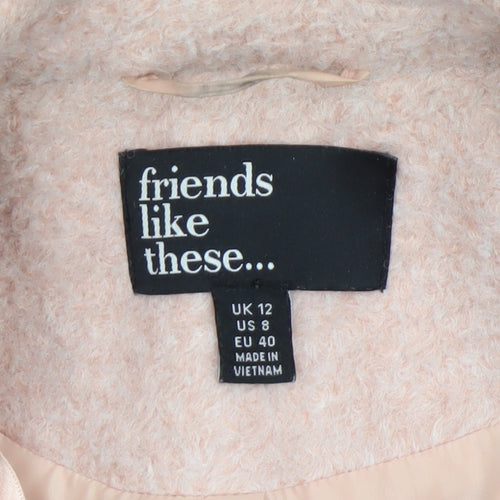 friends
like
these...
UK 12
US 8
EU 40
MADE IN
VIETNAM